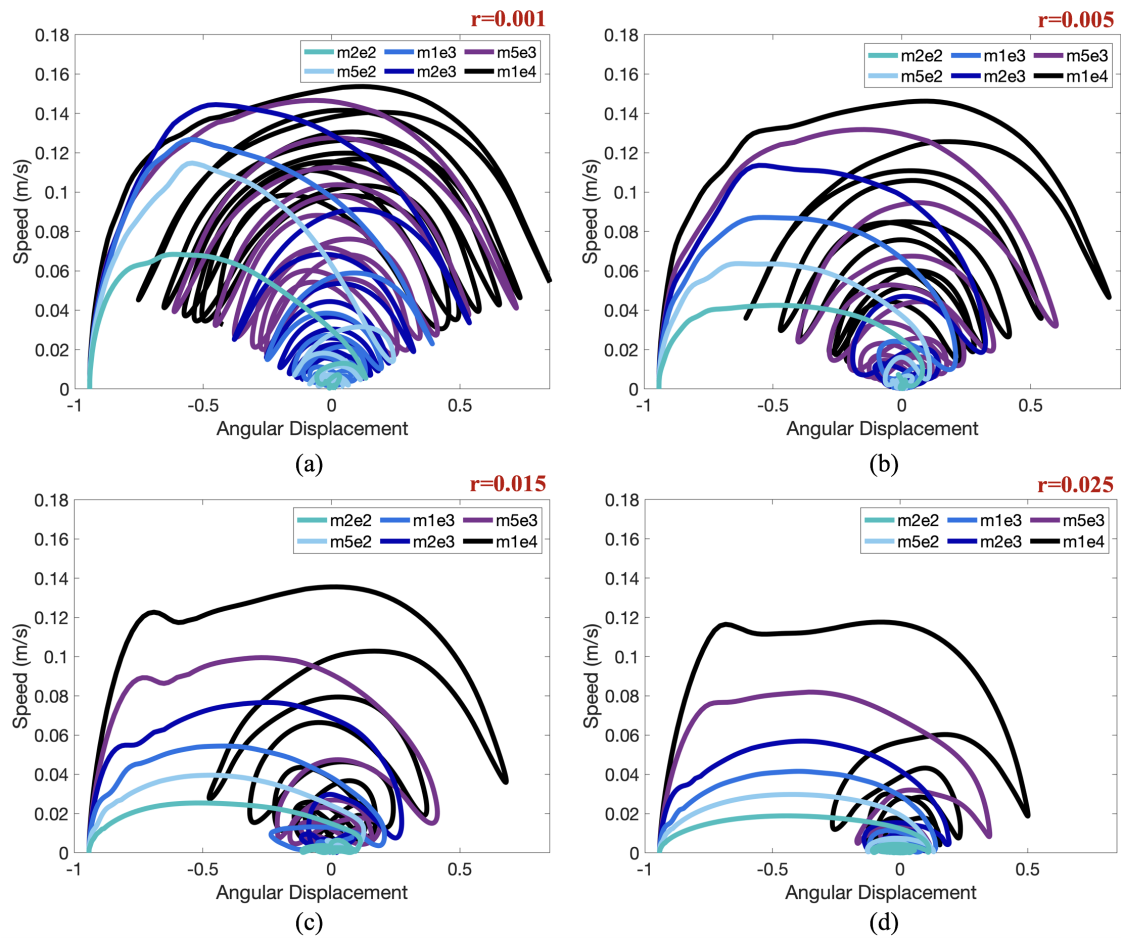 r=0.001
0.18
0.16
0.14
0.12
0.1
0.08
0.06
0.04
0.02
0
Speed (m/s)
m2e2 m1e3 m5e3
m5e2 m2e3 m1e4
-1 -0.5 0 0.5
Angular Displacement
(a)
r=0.005
0.18
0.16
0.14
0.12
0.1
0.08
0.06
0.04
0.02
0
Speed (m/s)
m2e2 m1e3 m5e3
m5e2 m2e3 m1e4
-1 -0.5 0 0.5
Angular Displacement
(b)
r=0.015
0.18
0.16
0.14
0.12
0.1
0.08
0.06
0.04
0.02
0
Speed (m/s)
m2e2 m1e3 m5e3
m5e2 m2e3 m1e4
-1 -0.5 0 0.5
Angular Displacement
(c)
r=0.025
0.18
0.16
0.14
0.12
0.1
0.08
0.06
0.04
0.02
0
Speed (m/s)
m2e2 m1e3 m5e3
m5e2 m2e3 m1e4
-1 -0.5 0 0.5
Angular Displacement
(d)